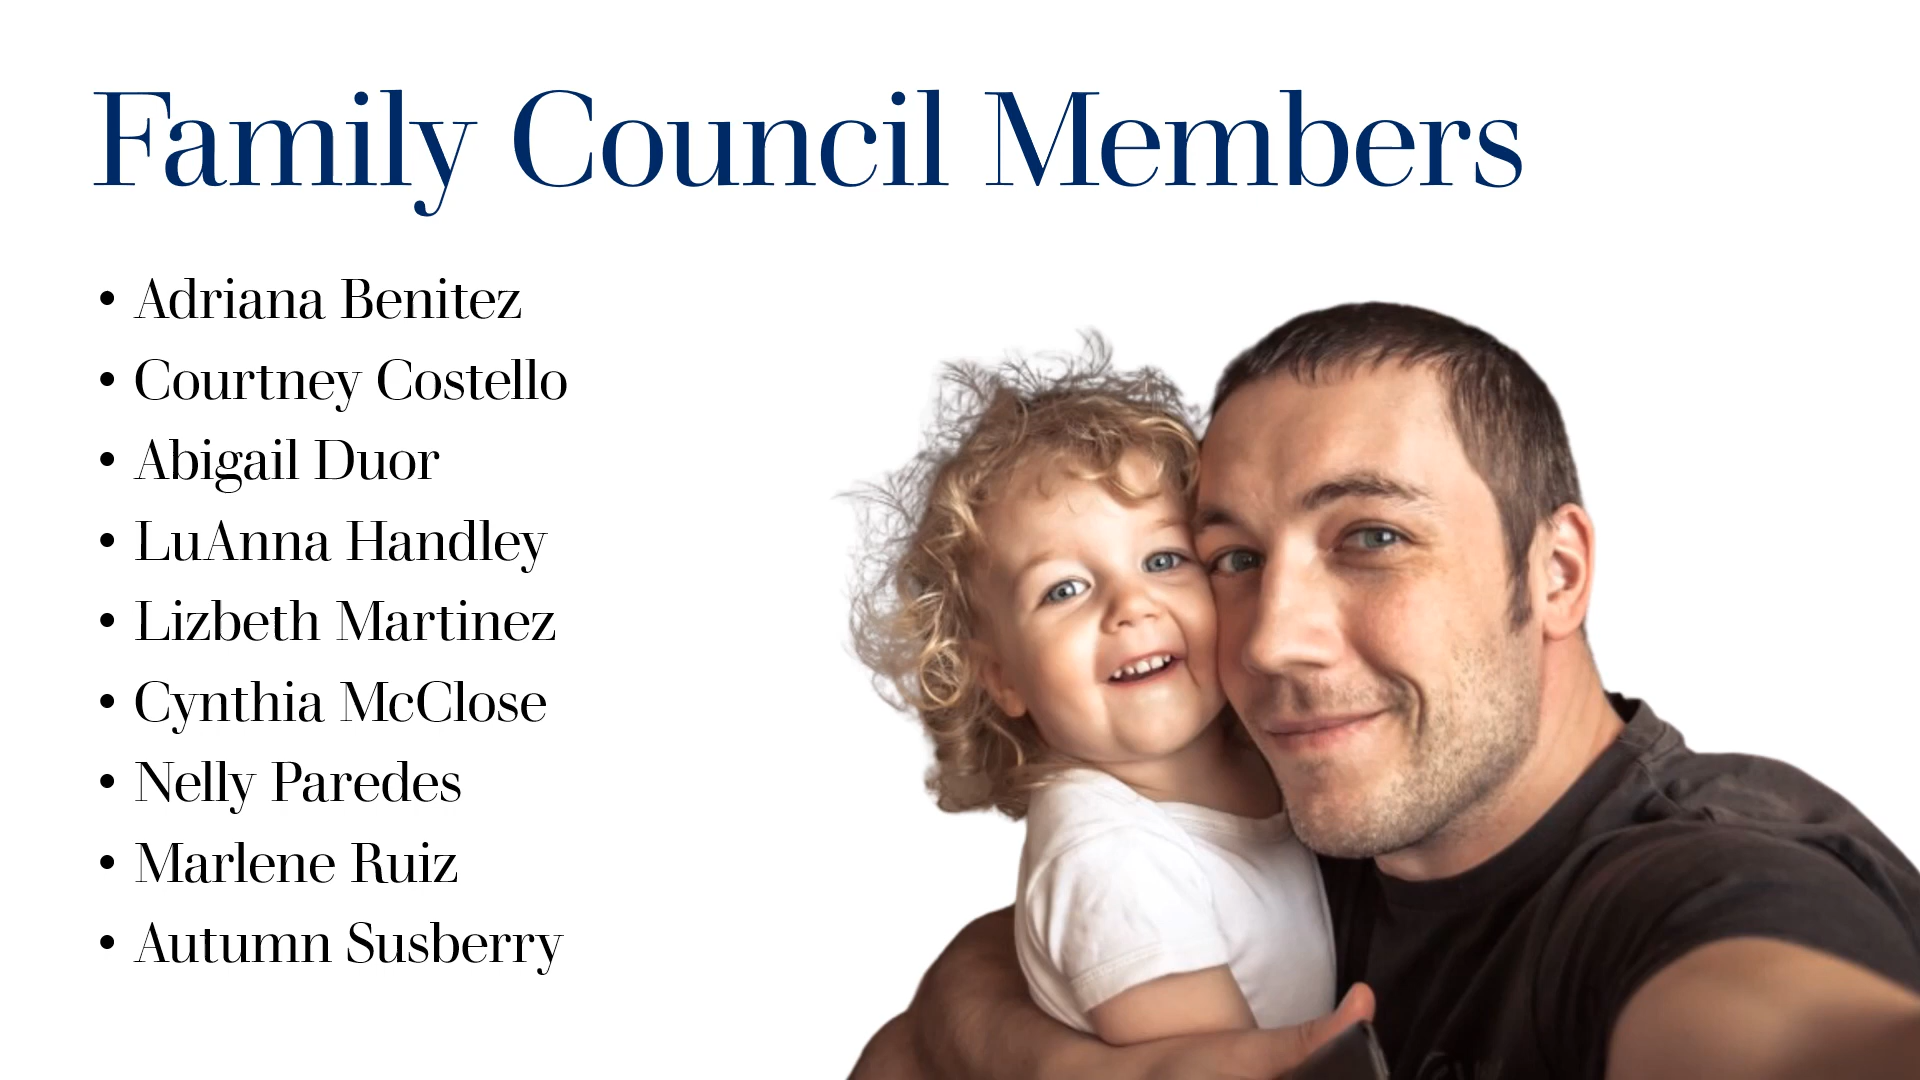 Family Council Members
• Adriana Benitez
• Courtney Costello
• Abigail Duor
• LuAnna Handley
• Lizbeth Martinez
• Cynthia McClose
• Nelly Paredes
• Marlene Ruiz
• Autumn Susberry